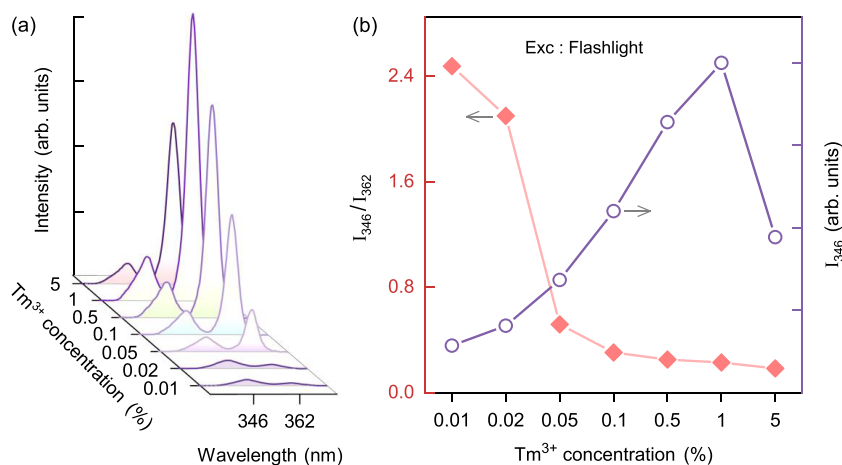 (a)
Intensity (arb. units)
5
1
0.5
0.1
0.05
0.02
0.01
Tm³⁺ concentration (%)
346 362
Wavelength (nm)
(b)
Exc : Flashlight
2.4
1.6
0.8
0.0
I₃₄₆/I₃₆₂
I₃₄₆ (arb. units)
0.01 0.02 0.05 0.1 0.5 1 5
Tm³⁺ concentration (%)